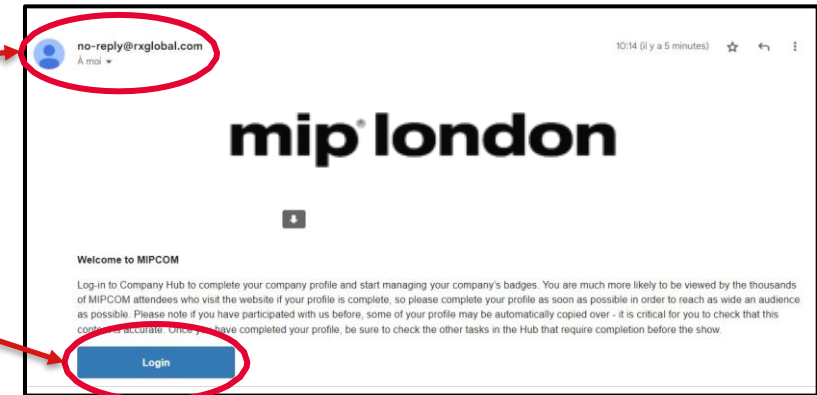 no-reply@rxglobal.com
10:14 (il y a 5 minutes)
À moi
mip® london
Welcome to MIPCOM
Log-in to Company Hub to complete your company profile and start managing your company's badges. You are much more likely to be viewed by the thousands
of MIPCOM attendees who visit the website if your profile is complete, so please complete your profile as soon as possible in order to reach as wide an audience
as possible. Please note if you have participated with us before, some of your profile may be automatically copied over - it is critical for you to check that this
content is accurate. Once you have completed your profile, be sure to check the other tasks in the Hub that require completion before the show.
Login